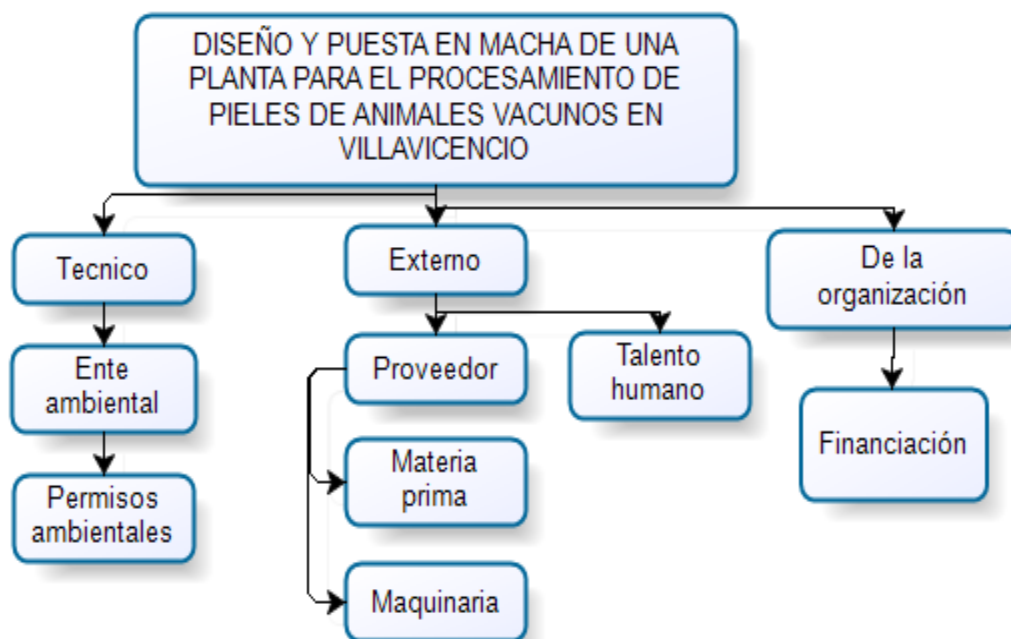 DISEÑO Y PUESTA EN MACHA DE UNA
PLANTA PARA EL PROCESAMIENTO DE
PIELES DE ANIMALES VACUNOS EN
VILLAVICENCIO
Tecnico
Externo
De la
organización
Ente
ambiental
Proveedor
Talento
humano
Financiación
Permisos
ambientales
Materia
prima
Maquinaria